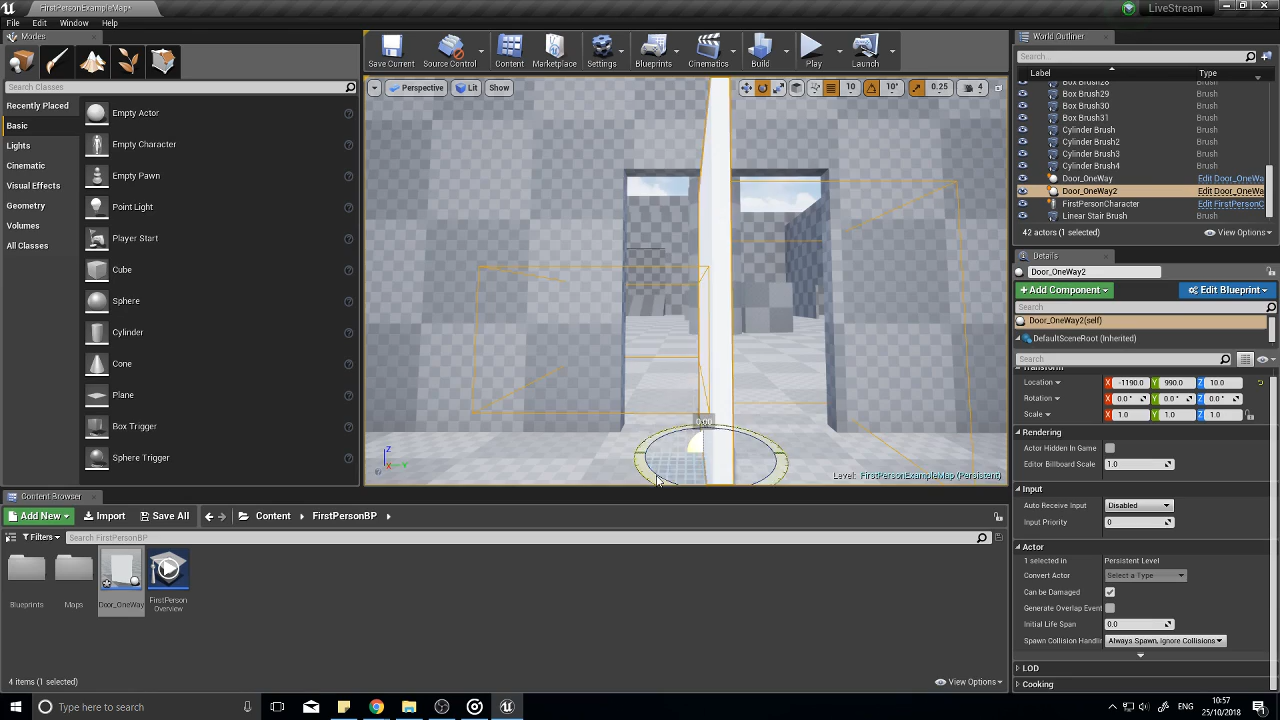 FirstPersonExampleMap*
LiveStream
File Edit Window Help
Modes
Search Classes
Recently Placed
Basic
Lights
Cinematic
Visual Effects
Geometry
Volumes
All Classes
Empty Actor
Empty Character
Empty Pawn
Point Light
Player Start
Cube
Sphere
Cylinder
Cone
Plane
Box Trigger
Sphere Trigger
Save Current
Source Control
Content
Marketplace
Settings
Blueprints
Cinematics
Build
Play
Launch
Perspective
Lit
Show
10
10°
0.25
4
0.00
Z
X
Y
Level: FirstPersonExampleMap (Persistent)
World Outliner
Search...
Label Type
Box Brush28 Brush
Box Brush29 Brush
Box Brush30 Brush
Box Brush31 Brush
Cylinder Brush Brush
Cylinder Brush2 Brush
Cylinder Brush3 Brush
Cylinder Brush4 Brush
Door_OneWay Edit Door_OneWa
Door_OneWay2 Edit Door_OneWa
FirstPersonCharacter Edit FirstPersonC
Linear Stair Brush Brush
42 actors (1 selected)
View Options
Details
Door_OneWay2
Add Component
Edit Blueprint
Search
Door_OneWay2(self)
DefaultSceneRoot (Inherited)
Search
Transform
Location X -1190.0 Y 990.0 Z 10.0
Rotation X 0.0 ° Y 0.0 ° Z 0.0 °
Scale X 1.0 Y 1.0 Z 1.0
Rendering
Actor Hidden In Game
Editor Billboard Scale 1.0
Input
Auto Receive Input Disabled
Input Priority 0
Actor
1 selected in Persistent Level
Convert Actor Select a Type
Can be Damaged
Generate Overlap Event
Initial Life Span 0.0
Spawn Collision Handlin Always Spawn, Ignore Collisions
LOD
Cooking
Content Browser
Add New
Import
Save All
Content
FirstPersonBP
Filters
Search FirstPersonBP
Blueprints
Maps
Door_OneWay
FirstPerson
Overview
4 items (1 selected)
View Options
Type here to search
ENG
10:57
25/10/2018